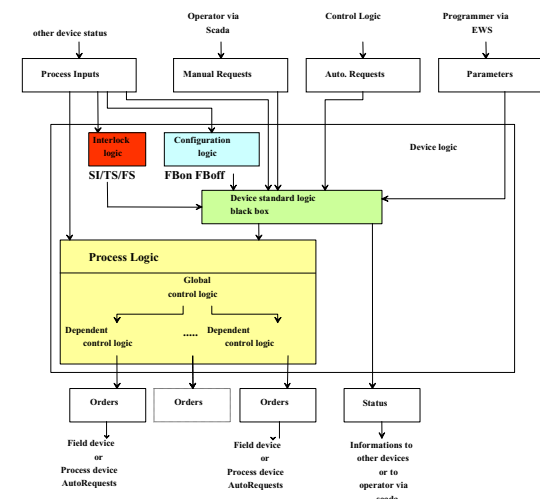 other device status
Operator via
Scada
Control Logic
Programmer via
EWS
Process Inputs
Manual Requests
Auto. Requests
Parameters
Interlock
logic
Configuration
logic
Device logic
SI/TS/FS
FBon FBoff
Device standard logic
black box
Process Logic
Global
control logic
Dependent
control logic
.....
Dependent
control logic
Orders
Orders
Orders
Status
Field device
or
Process device
AutoRequests
Field device
or
Process device
AutoRequests
Informations to
other devices
or to
operator via
scada